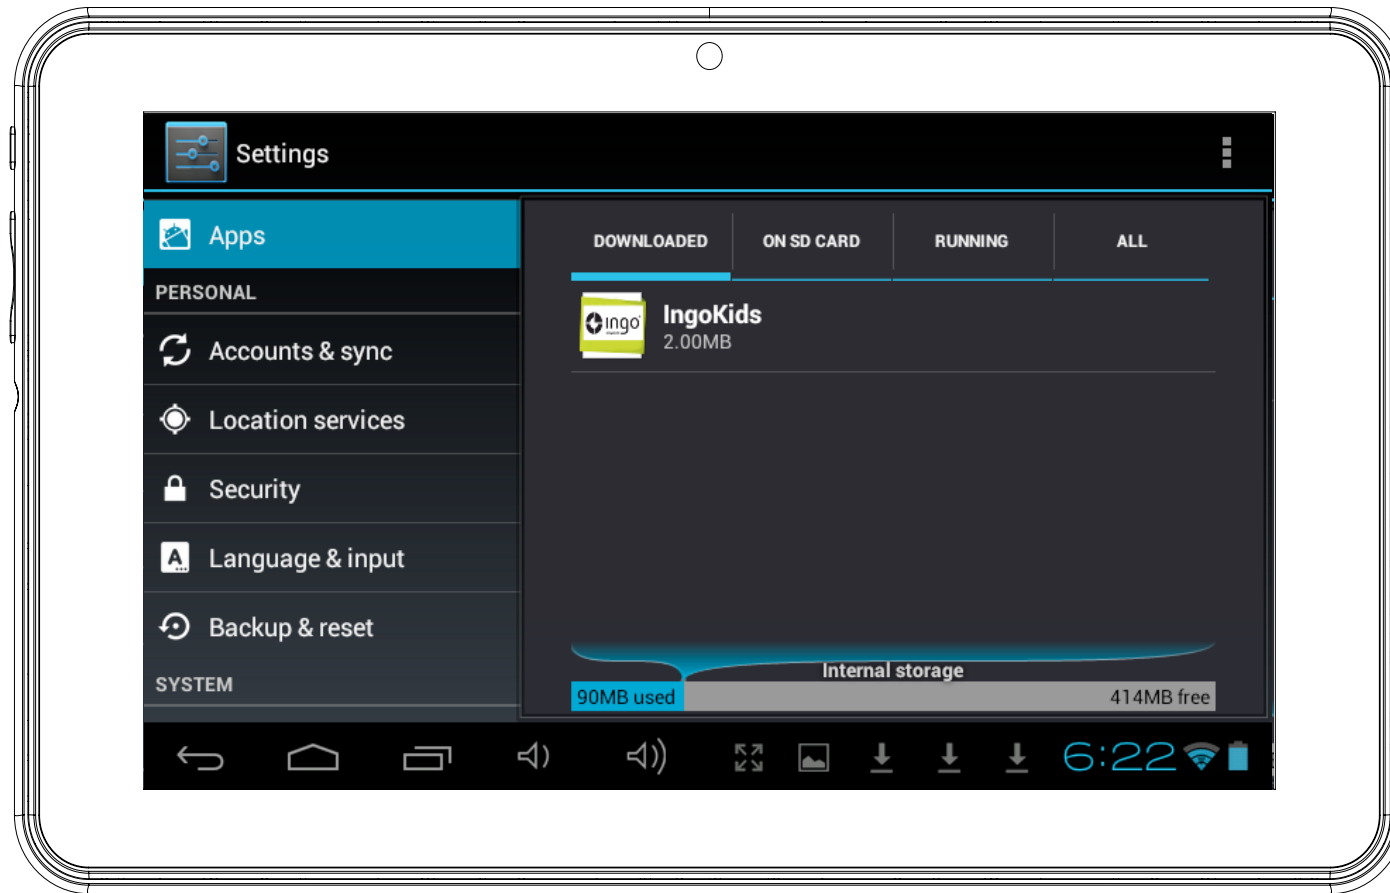 Settings
Apps
PERSONAL
Accounts & sync
Location services
Security
Language & input
Backup & reset
SYSTEM
DOWNLOADED
ON SD CARD
RUNNING
ALL
ingo
IngoKids
2.00MB
Internal storage
90MB used
414MB free
6:22